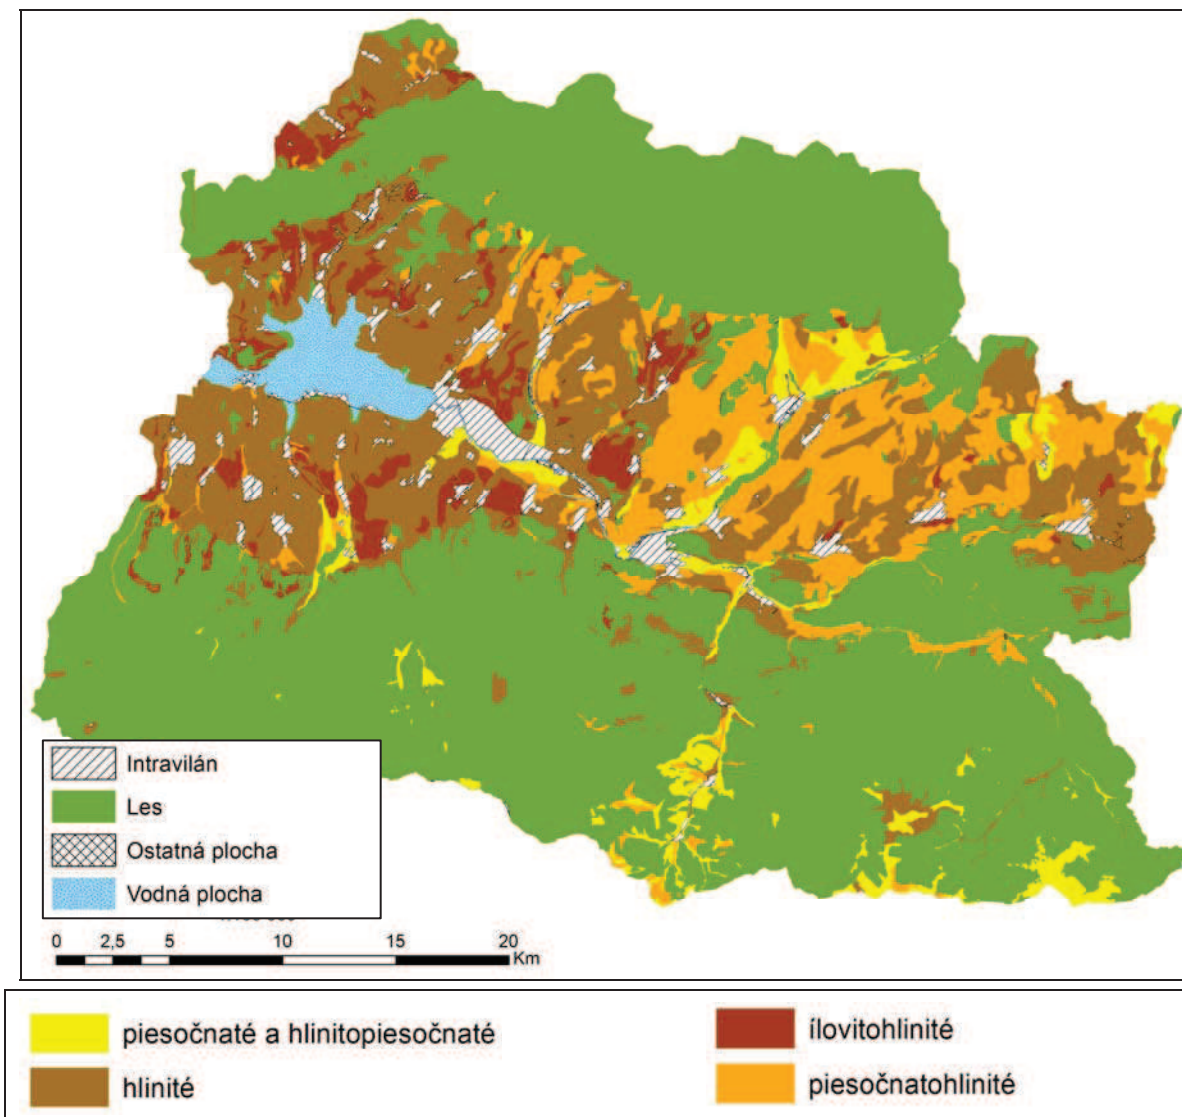 Intravilán
Les
Ostatná plocha
Vodná plocha
0 2,5 5 10 15 20
Km
piesočnaté a hlinitopiesočnaté
hlinité
ílovitohlinité
piesočnatohlinité